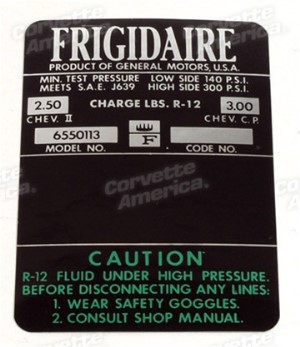 FRIGIDAIRE
PRODUCT OF GENERAL MOTORS, U.S.A.
MIN. TEST PRESSURE LOW SIDE 140 P.S.I.
MEETS S.A.E. J639 HIGH SIDE 300 P.S.I.
2.50 CHARGE LBS. R-12 3.00
CHEV. II CHEV. C.P.
6550113 F
MODEL NO. CODE NO.
Corvette America.
CAUTION
R-12 FLUID UNDER HIGH PRESSURE.
BEFORE DISCONNECTING ANY LINES:
1. WEAR SAFETY GOGGLES.
2. CONSULT SHOP MANUAL.